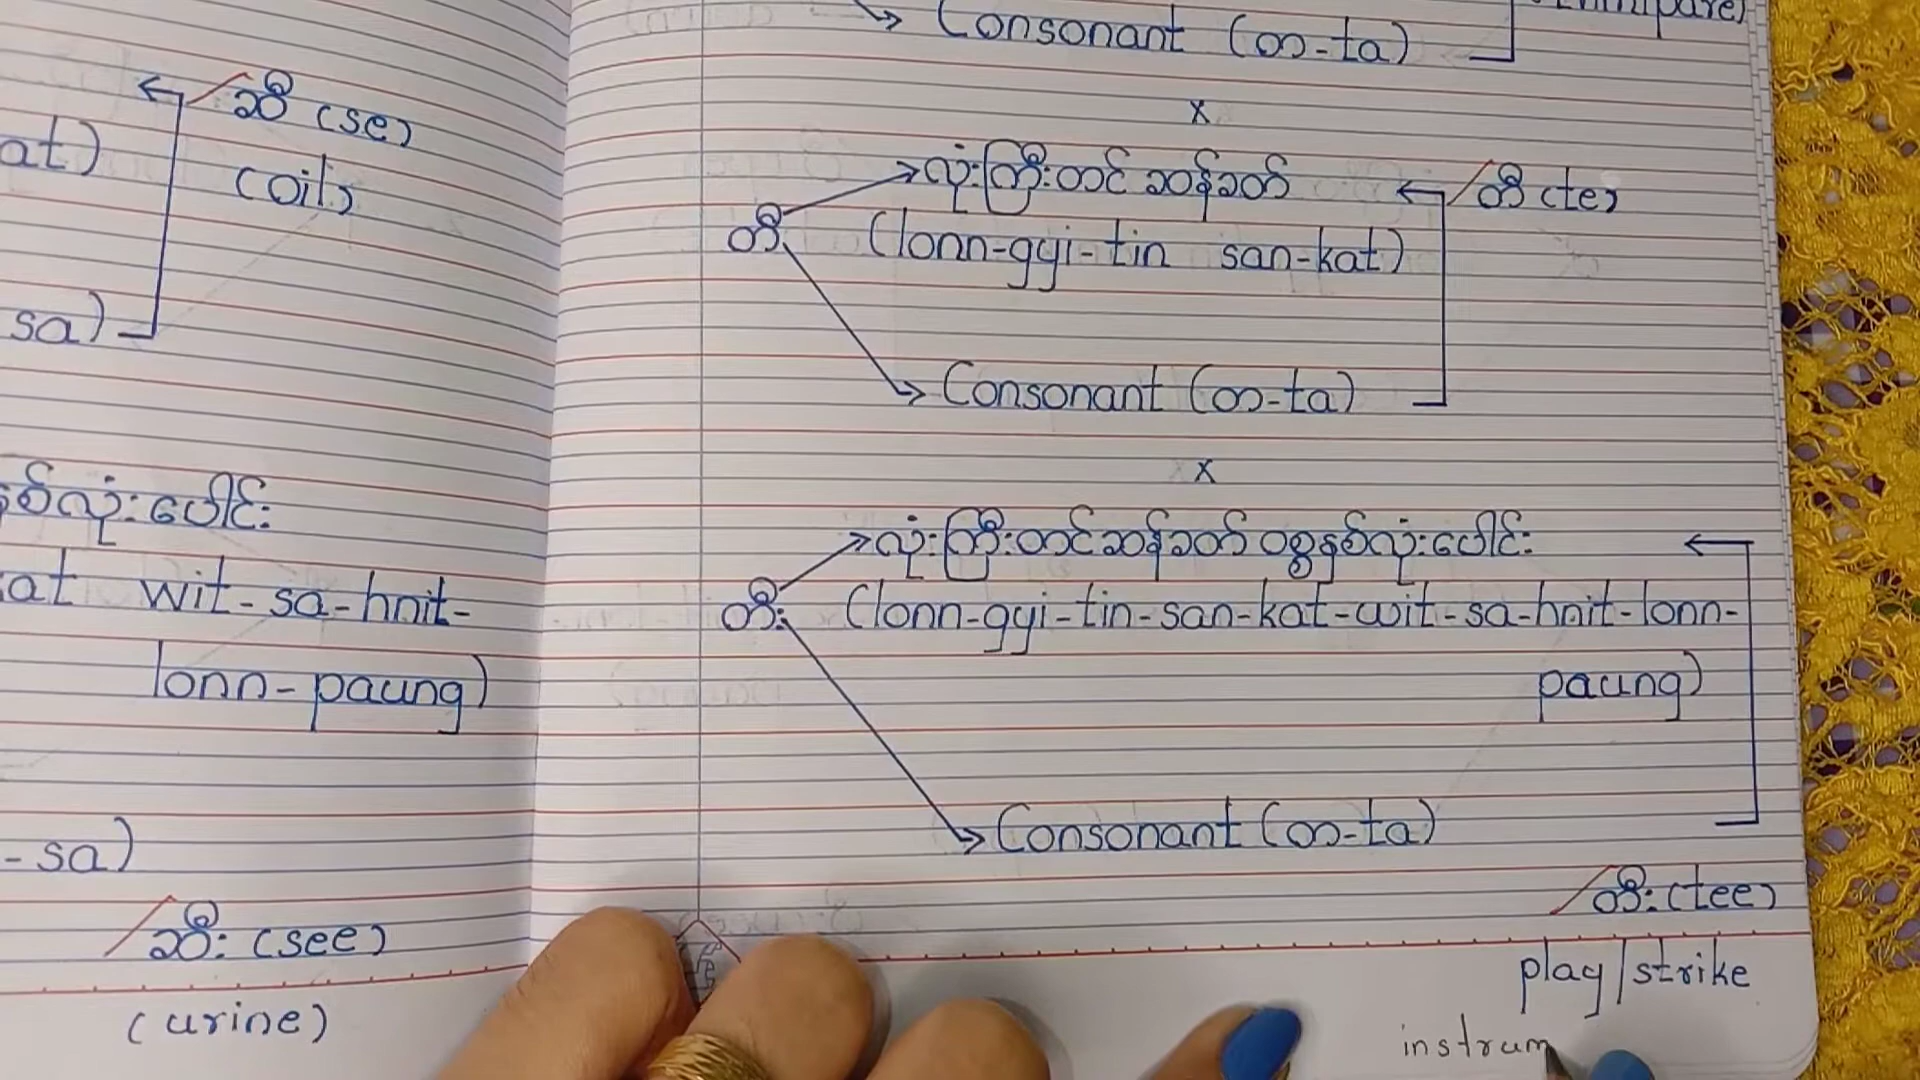 ဆီ (se)
(oil)
at)
sa)
နှစ်လုံးပေါင်း
kat wit-sa-hnit-
lonn-paung)
-sa)
ဆီး (see)
(urine)
Consonant (တ-ta)
x
လုံးကြီးတင် ဆန်ခတ်
တီ (te)
တီ
(lonn-gyi-tin san-kat)
Consonant (တ-ta)
x
လုံးကြီးတင်ဆန်ခတ် ဝစ္စနှစ်လုံးပေါင်း
တီး
(lonn-gyi-tin-san-kat-wit-sa-hnit-lonn-
paung)
Consonant (တ-ta)
တီး (tee)
play/strike
instrum